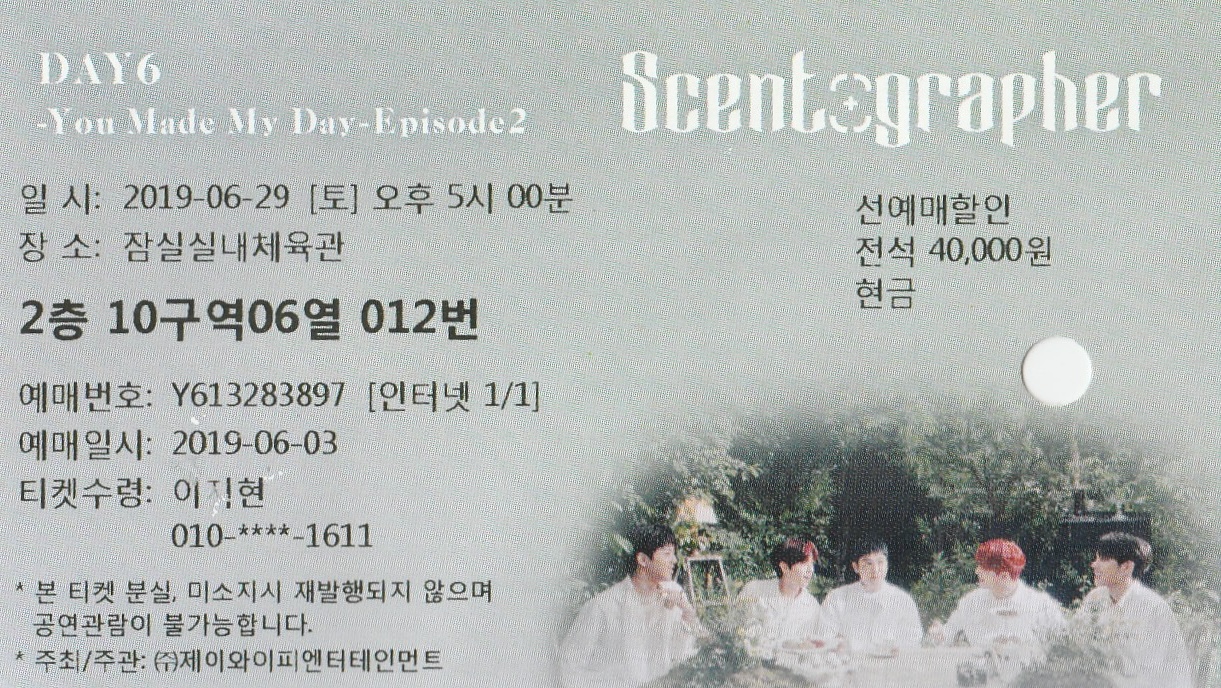 DAY6
-You Made My Day-Episode2
Scentographer
일 시: 2019-06-29 [토] 오후 5시 00분
장 소: 잠실실내체육관
2층 10구역06열 012번
선예매할인
전석 40,000원
현금
예매번호: Y613283897 [인터넷 1/1]
예매일시: 2019-06-03
티켓수령:
010-****-1611
* 본 티켓 분실, 미소지시 재발행되지 않으며
공연관람이 불가능합니다.
* 주최/주관: ㈜제이와이피엔터테인먼트